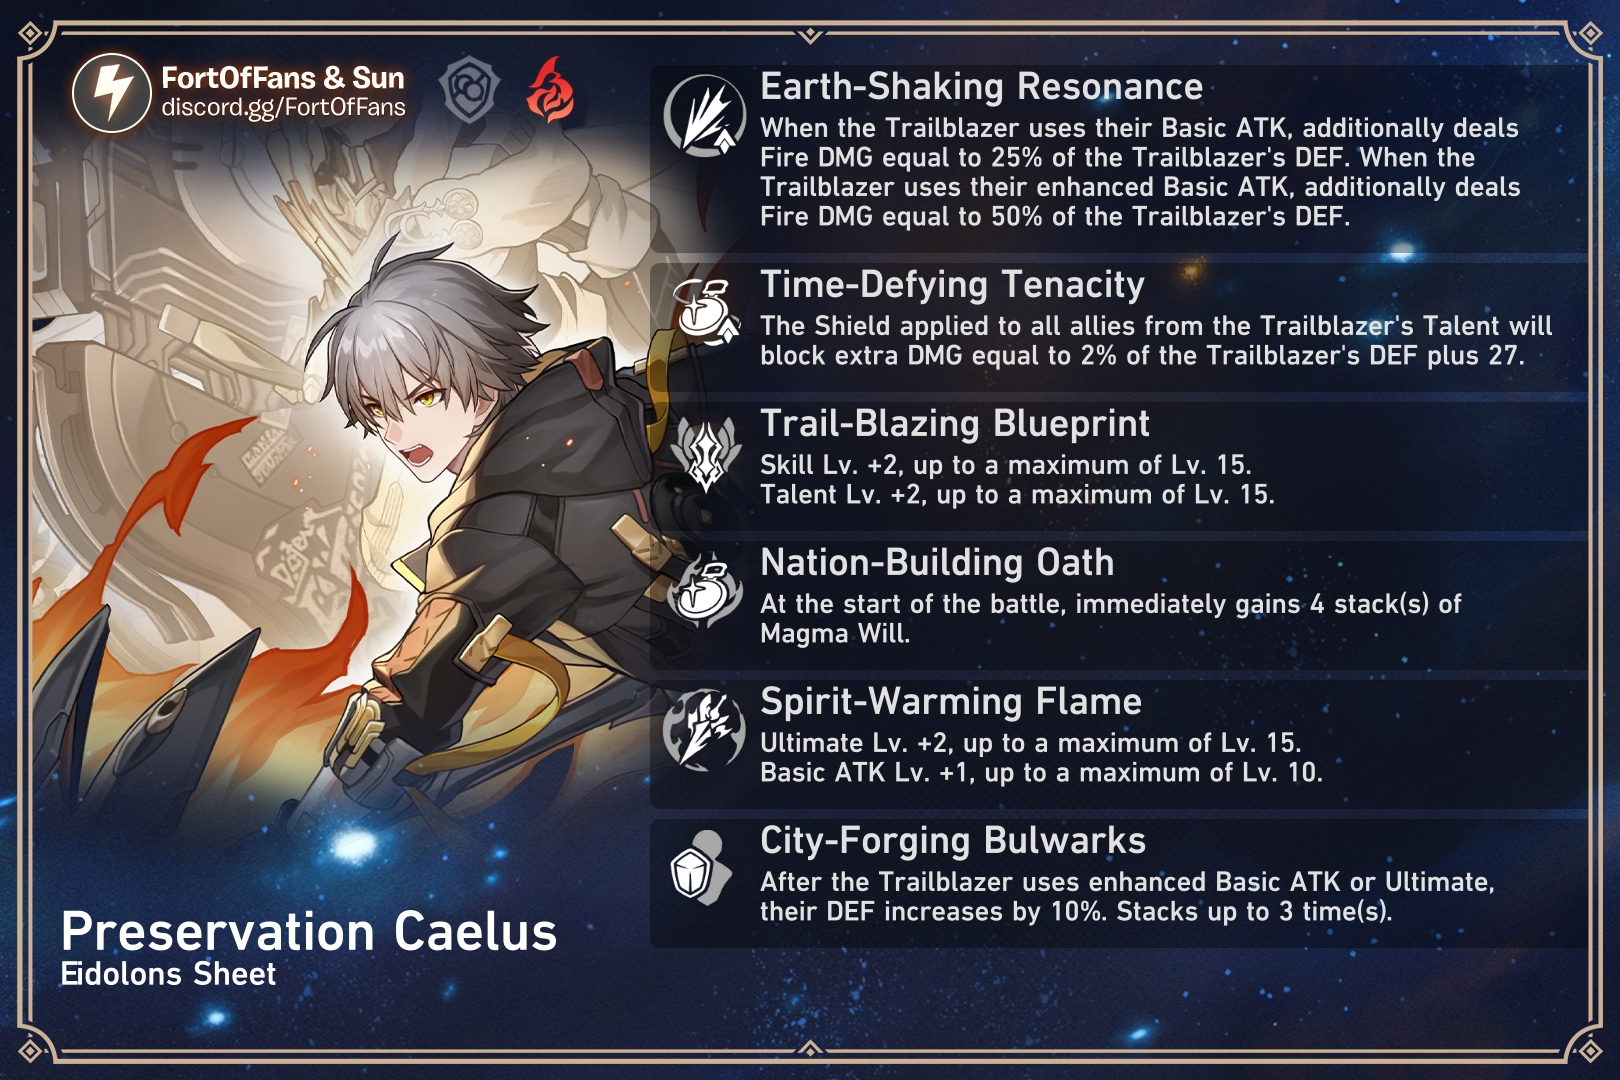 FortOfFans & Sun
discord.gg/FortOfFans
Earth-Shaking Resonance
When the Trailblazer uses their Basic ATK, additionally deals
Fire DMG equal to 25% of the Trailblazer's DEF. When the
Trailblazer uses their enhanced Basic ATK, additionally deals
Fire DMG equal to 50% of the Trailblazer's DEF.
Time-Defying Tenacity
The Shield applied to all allies from the Trailblazer's Talent will
block extra DMG equal to 2% of the Trailblazer's DEF plus 27.
Trail-Blazing Blueprint
Skill Lv. +2, up to a maximum of Lv. 15.
Talent Lv. +2, up to a maximum of Lv. 15.
Nation-Building Oath
At the start of the battle, immediately gains 4 stack(s) of
Magma Will.
Spirit-Warming Flame
Ultimate Lv. +2, up to a maximum of Lv. 15.
Basic ATK Lv. +1, up to a maximum of Lv. 10.
City-Forging Bulwarks
After the Trailblazer uses enhanced Basic ATK or Ultimate,
their DEF increases by 10%. Stacks up to 3 time(s).
Preservation Caelus
Eidolons Sheet